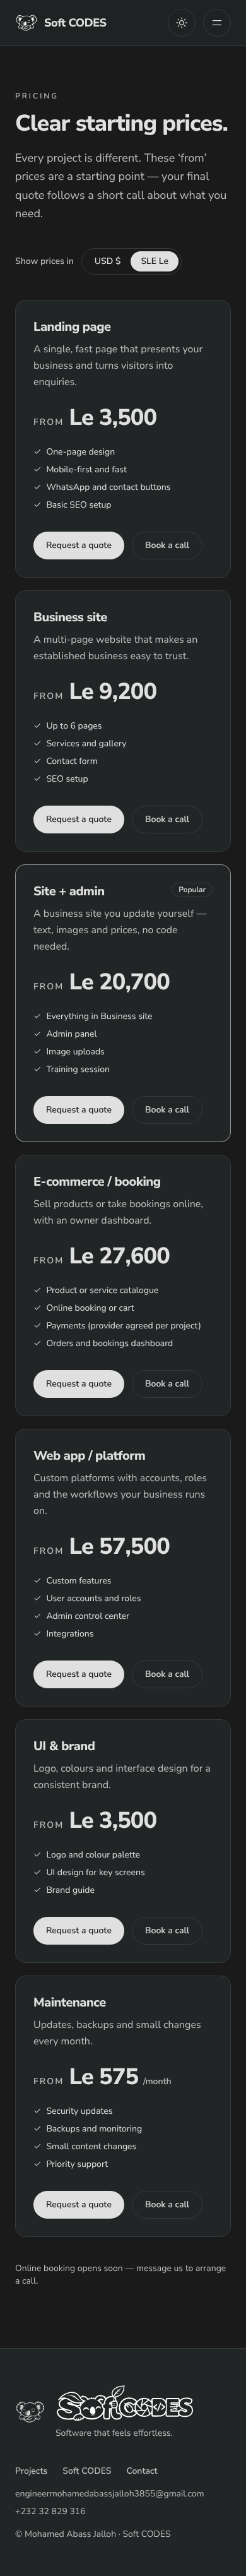 Soft CODES
PRICING
Clear starting prices.
Every project is different. These ‘from’
prices are a starting point — your final
quote follows a short call about what you
need.
Show prices in USD $ SLE Le
Landing page
A single, fast page that presents your
business and turns visitors into
enquiries.
FROM Le 3,500
One-page design
Mobile-first and fast
WhatsApp and contact buttons
Basic SEO setup
Request a quote Book a call
Business site
A multi-page website that makes an
established business easy to trust.
FROM Le 9,200
Up to 6 pages
Services and gallery
Contact form
SEO setup
Request a quote Book a call
Site + admin Popular
A business site you update yourself —
text, images and prices, no code
needed.
FROM Le 20,700
Everything in Business site
Admin panel
Image uploads
Training session
Request a quote Book a call
E-commerce / booking
Sell products or take bookings online,
with an owner dashboard.
FROM Le 27,600
Product or service catalogue
Online booking or cart
Payments (provider agreed per project)
Orders and bookings dashboard
Request a quote Book a call
Web app / platform
Custom platforms with accounts, roles
and the workflows your business runs
on.
FROM Le 57,500
Custom features
User accounts and roles
Admin control center
Integrations
Request a quote Book a call
UI & brand
Logo, colours and interface design for a
consistent brand.
FROM Le 3,500
Logo and colour palette
UI design for key screens
Brand guide
Request a quote Book a call
Maintenance
Updates, backups and small changes
every month.
FROM Le 575 /month
Security updates
Backups and monitoring
Small content changes
Priority support
Request a quote Book a call
Online booking opens soon — message us to arrange
a call.
Soft CODES
Software that feels effortless.
Projects Soft CODES Contact
engineermohamedabassjalloh3855@gmail.com
+232 32 829 316
© Mohamed Abass Jalloh · Soft CODES